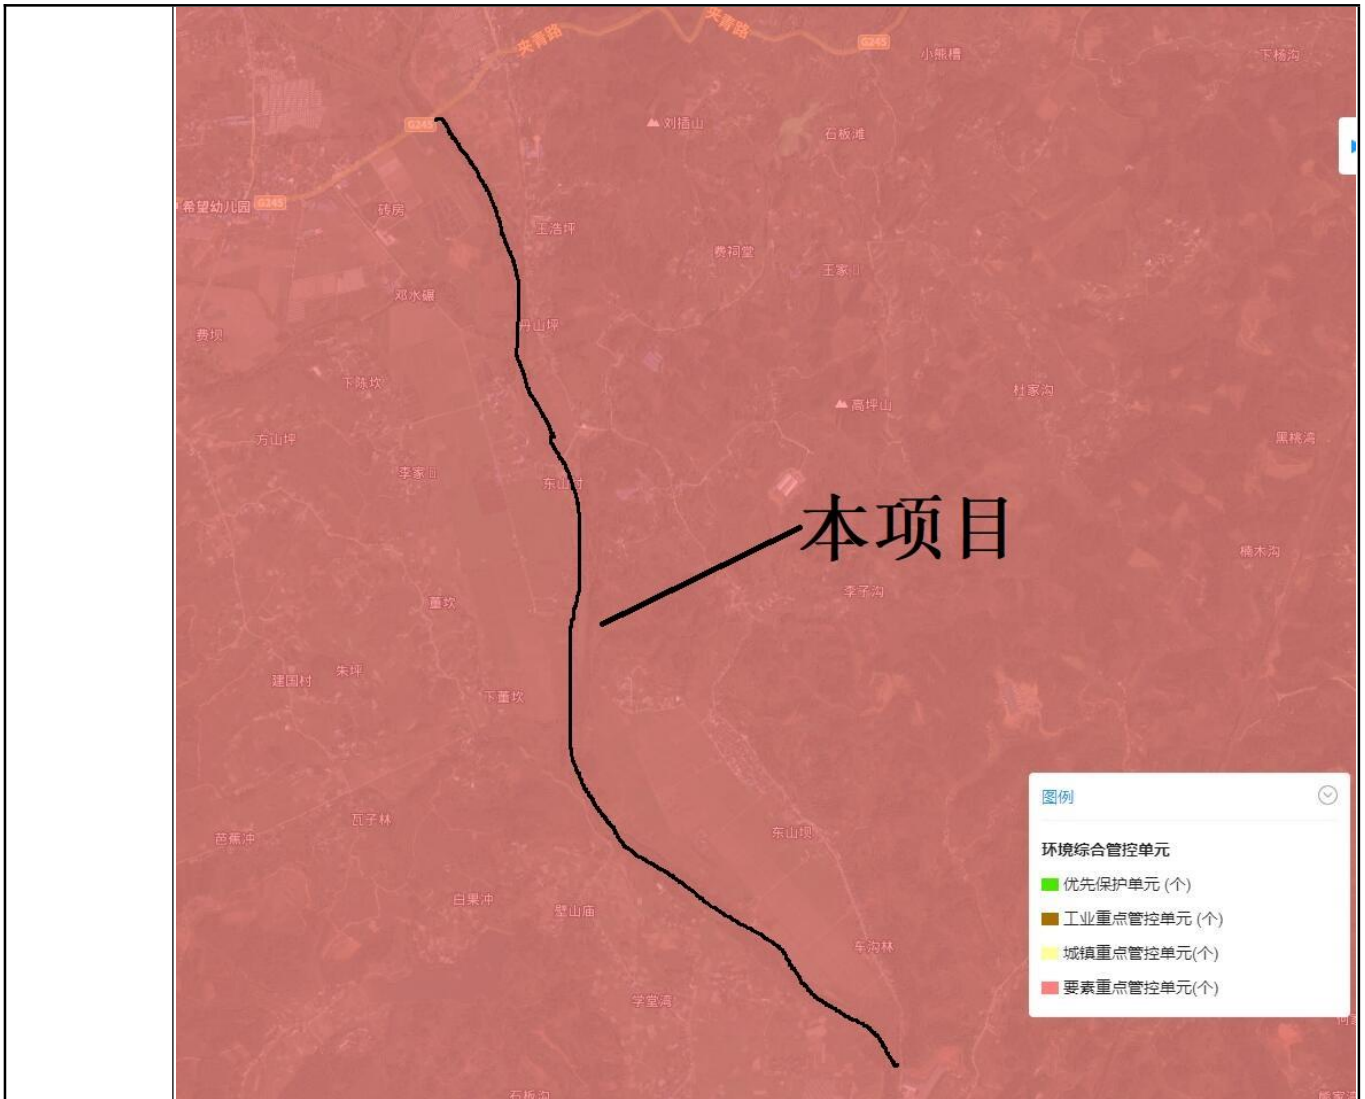 夹青路
夹青路
G245
小熊槽
下杨沟
G245
刘插山
石板滩
希望幼儿园
G245
砖房
王浩坪
费祠堂
王家山
邓水碾
丹山坪
费坝
下陈坎
杜家沟
高坪山
方山坪
黑桃湾
李家山
东山村
本项目
楠木沟
董坎
李子沟
朱坪
建国村
下董坎
瓦子林
芭蕉冲
东山坝
白果冲
壁山庙
车沟林
学堂湾
石板沟
熊家沟
图例
环境综合管控单元
优先保护单元 (个)
工业重点管控单元 (个)
城镇重点管控单元(个)
要素重点管控单元(个)